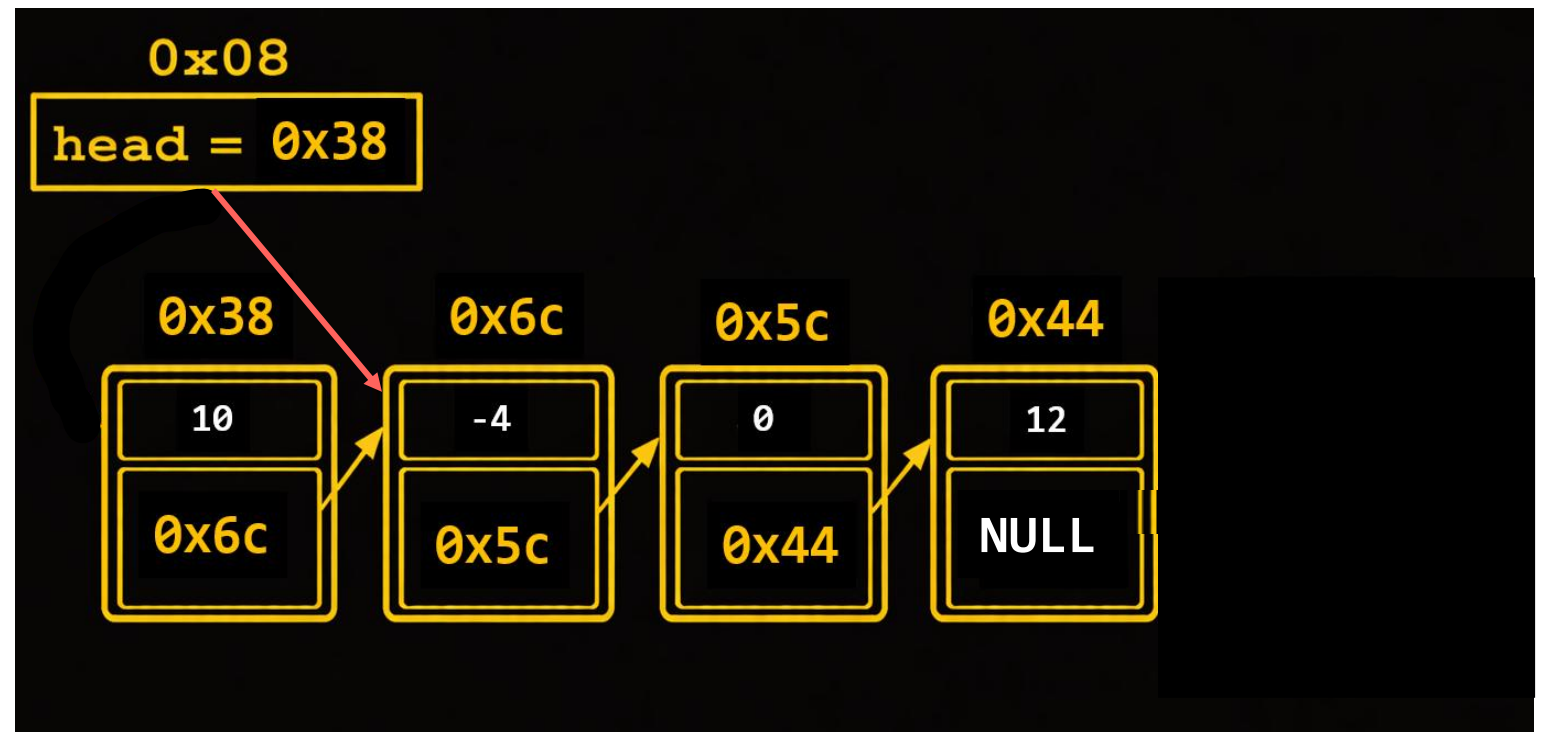 0x08
head = 0x38
0x38 0x6c 0x5c 0x44
10 -4 0 12
0x6c 0x5c 0x44 NULL